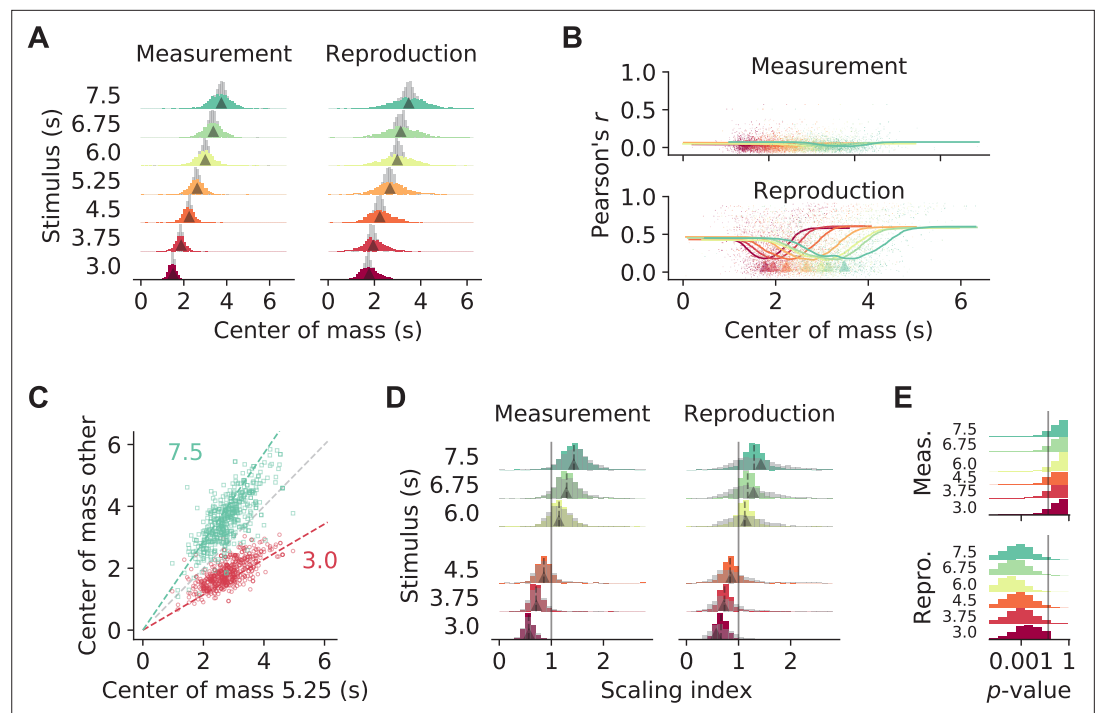 A
Measurement
Reproduction
Stimulus (s)
7.5
6.75
6.0
5.25
4.5
3.75
3.0
0 2 4 6
0 2 4 6
Center of mass (s)
B
Pearson's r
Measurement
1.0
0.5
0.0
Reproduction
1.0
0.5
0.0
0 2 4 6
Center of mass (s)
C
Center of mass other
6
4
2
0
7.5
3.0
0 2 4 6
Center of mass 5.25 (s)
D
Measurement
Reproduction
Stimulus (s)
7.5
6.75
6.0
4.5
3.75
3.0
0 1 2
0 1 2
Scaling index
E
Meas.
7.5
6.75
6.0
4.5
3.75
3.0
Repro.
7.5
6.75
6.0
4.5
3.75
3.0
0.001 1
p-value